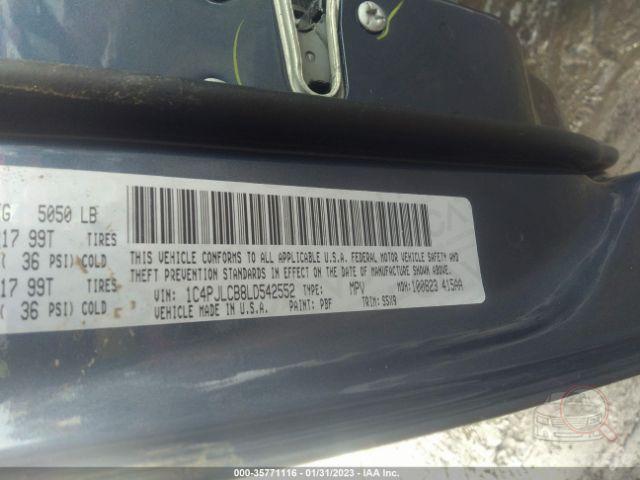 5050 LB
17 99T TIRES
36 PSI) COLD
17 99T TIRES
36 PSI) COLD
THIS VEHICLE CONFORMS TO ALL APPLICABLE U.S.A. FEDERAL MOTOR VEHICLE SAFETY AND
THEFT PREVENTION STANDARDS IN EFFECT ON THE DATE OF MANUFACTURE SHOWN ABOVE.
VIN: 1C4PJLCB8LD542552 TYPE: MPV MDH: 100823 415AA
VEHICLE MADE IN U.S.A. PAINT: PBF TRIM: S5X9
000-35771116 - 01/31/2023 - IAA Inc.